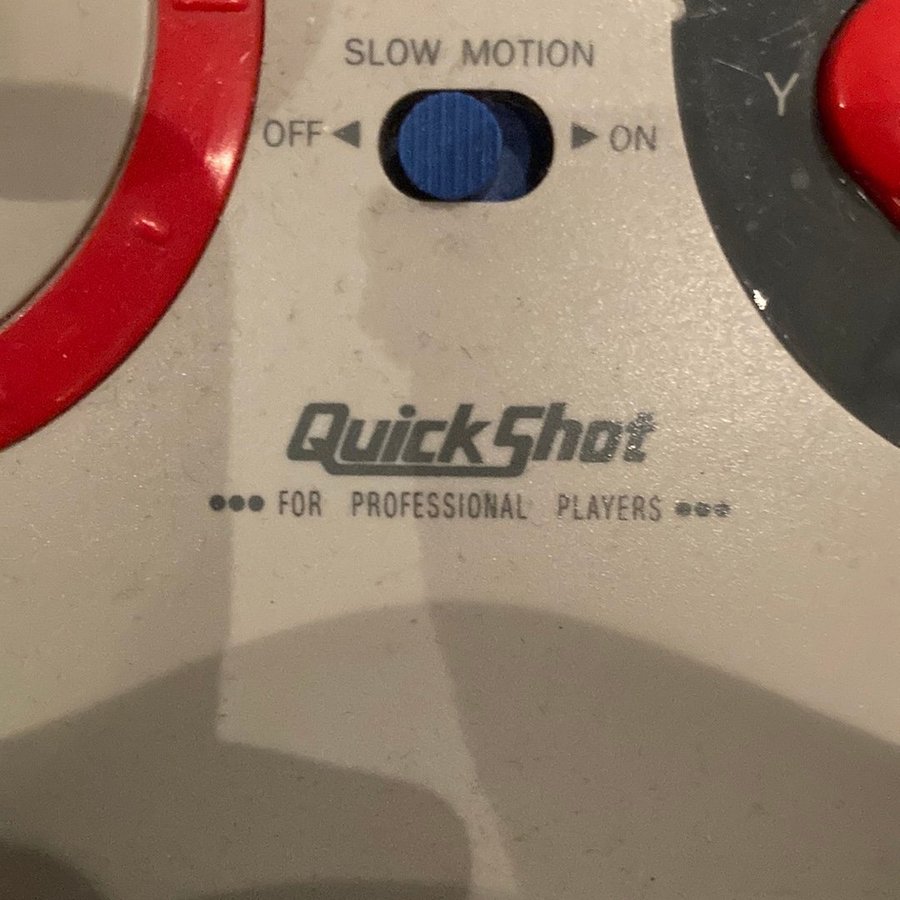 SLOW MOTION
OFF ◀ ▶ ON
Y
QuickShot
●●● FOR PROFESSIONAL PLAYERS ●●●